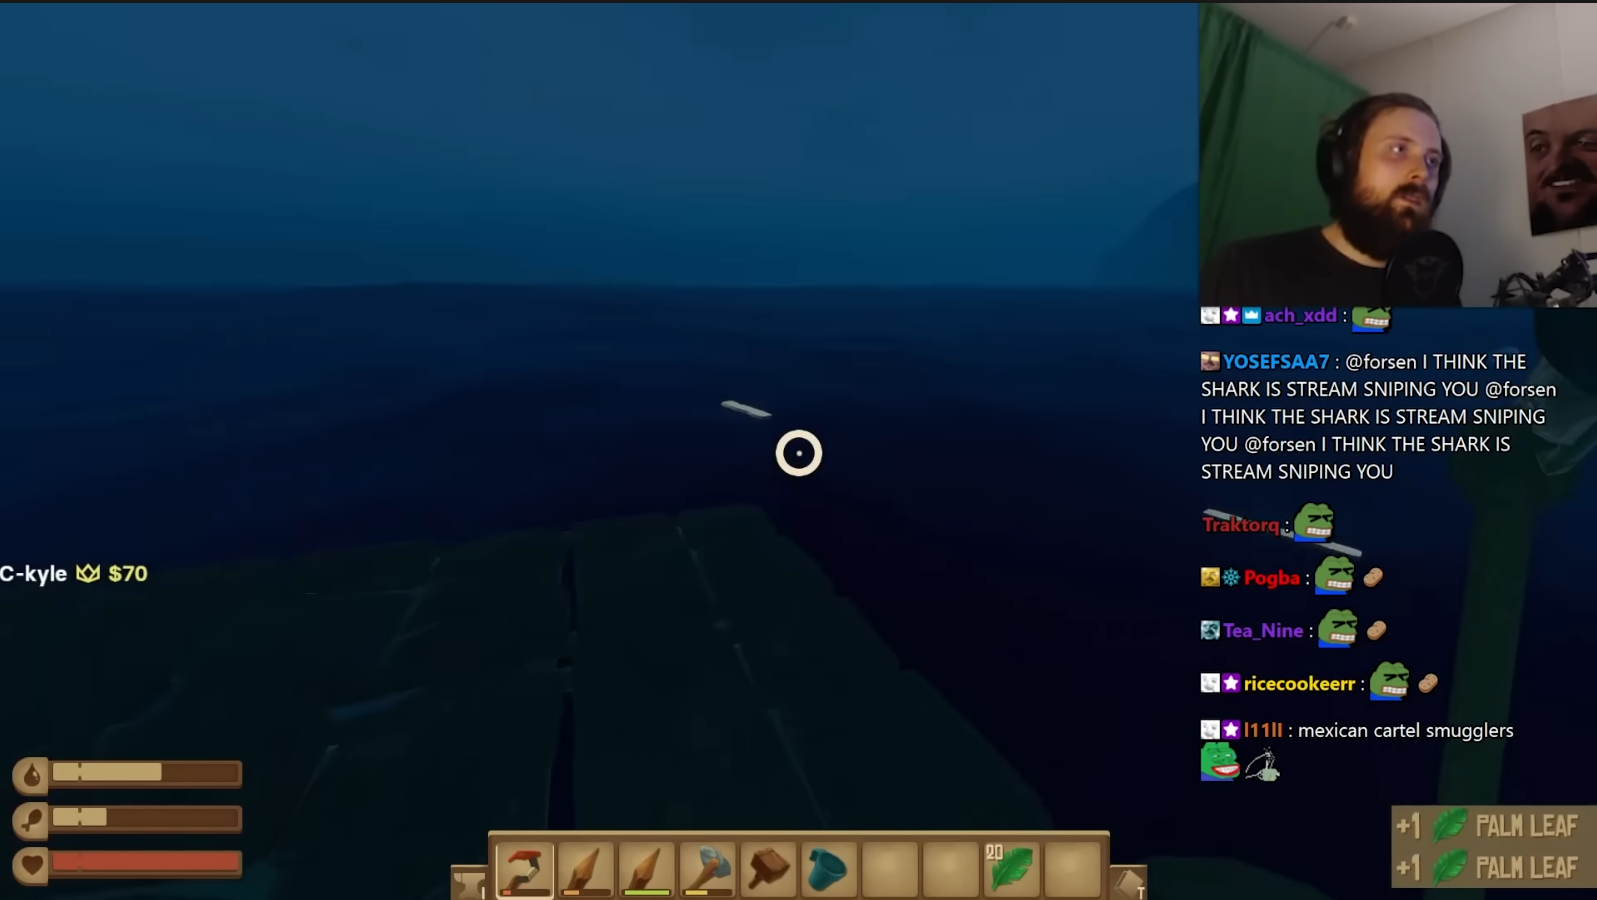 ach_xdd :
YOSEFSAA7 : @forsen I THINK THE
SHARK IS STREAM SNIPING YOU @forsen
I THINK THE SHARK IS STREAM SNIPING
YOU @forsen I THINK THE SHARK IS
STREAM SNIPING YOU
Traktorq :
C-kyle $70
Pogba :
Tea_Nine :
ricecookeerr :
l11ll : mexican cartel smugglers
+1 PALM LEAF
+1 PALM LEAF
20
I
T